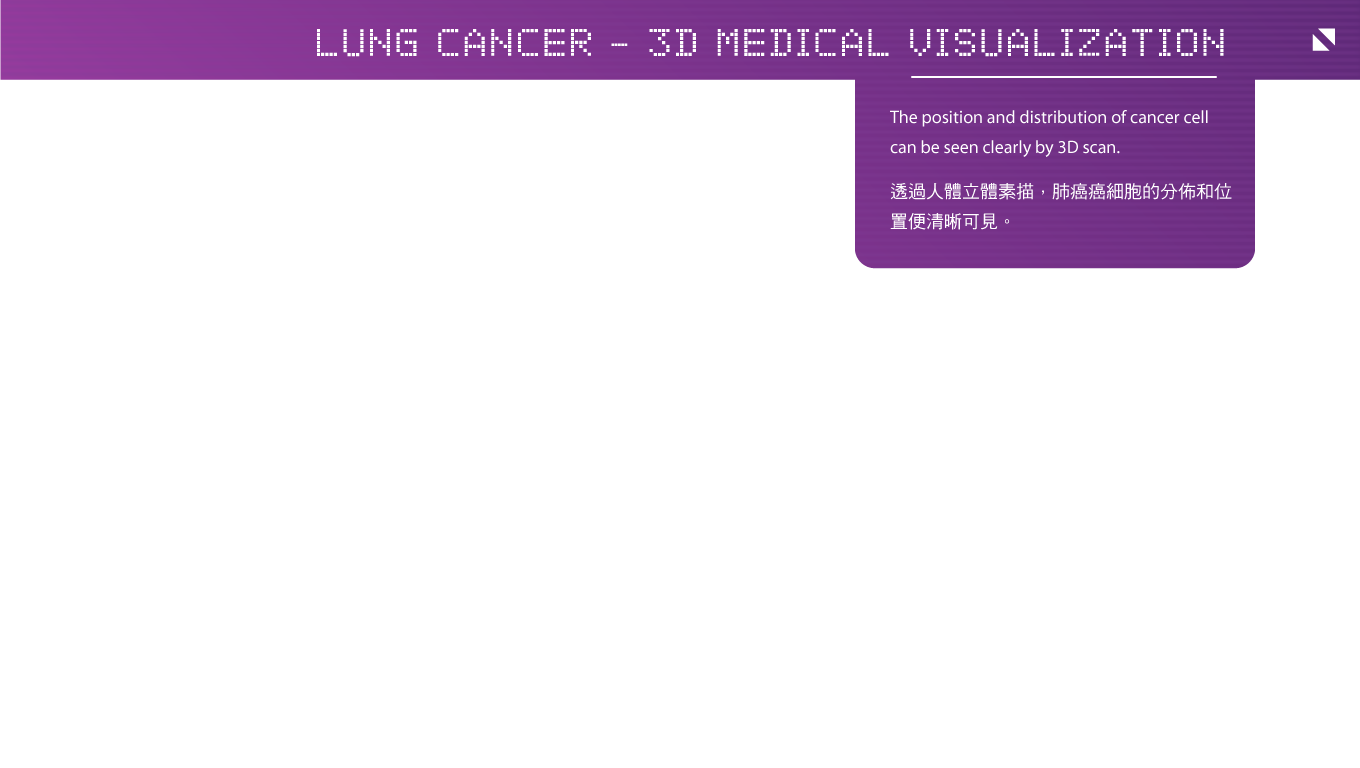 LUNG CANCER - 3D MEDICAL VISUALIZATION
The position and distribution of cancer cell
can be seen clearly by 3D scan.
透過人體立體素描，肺癌癌細胞的分佈和位
置便清晰可見。